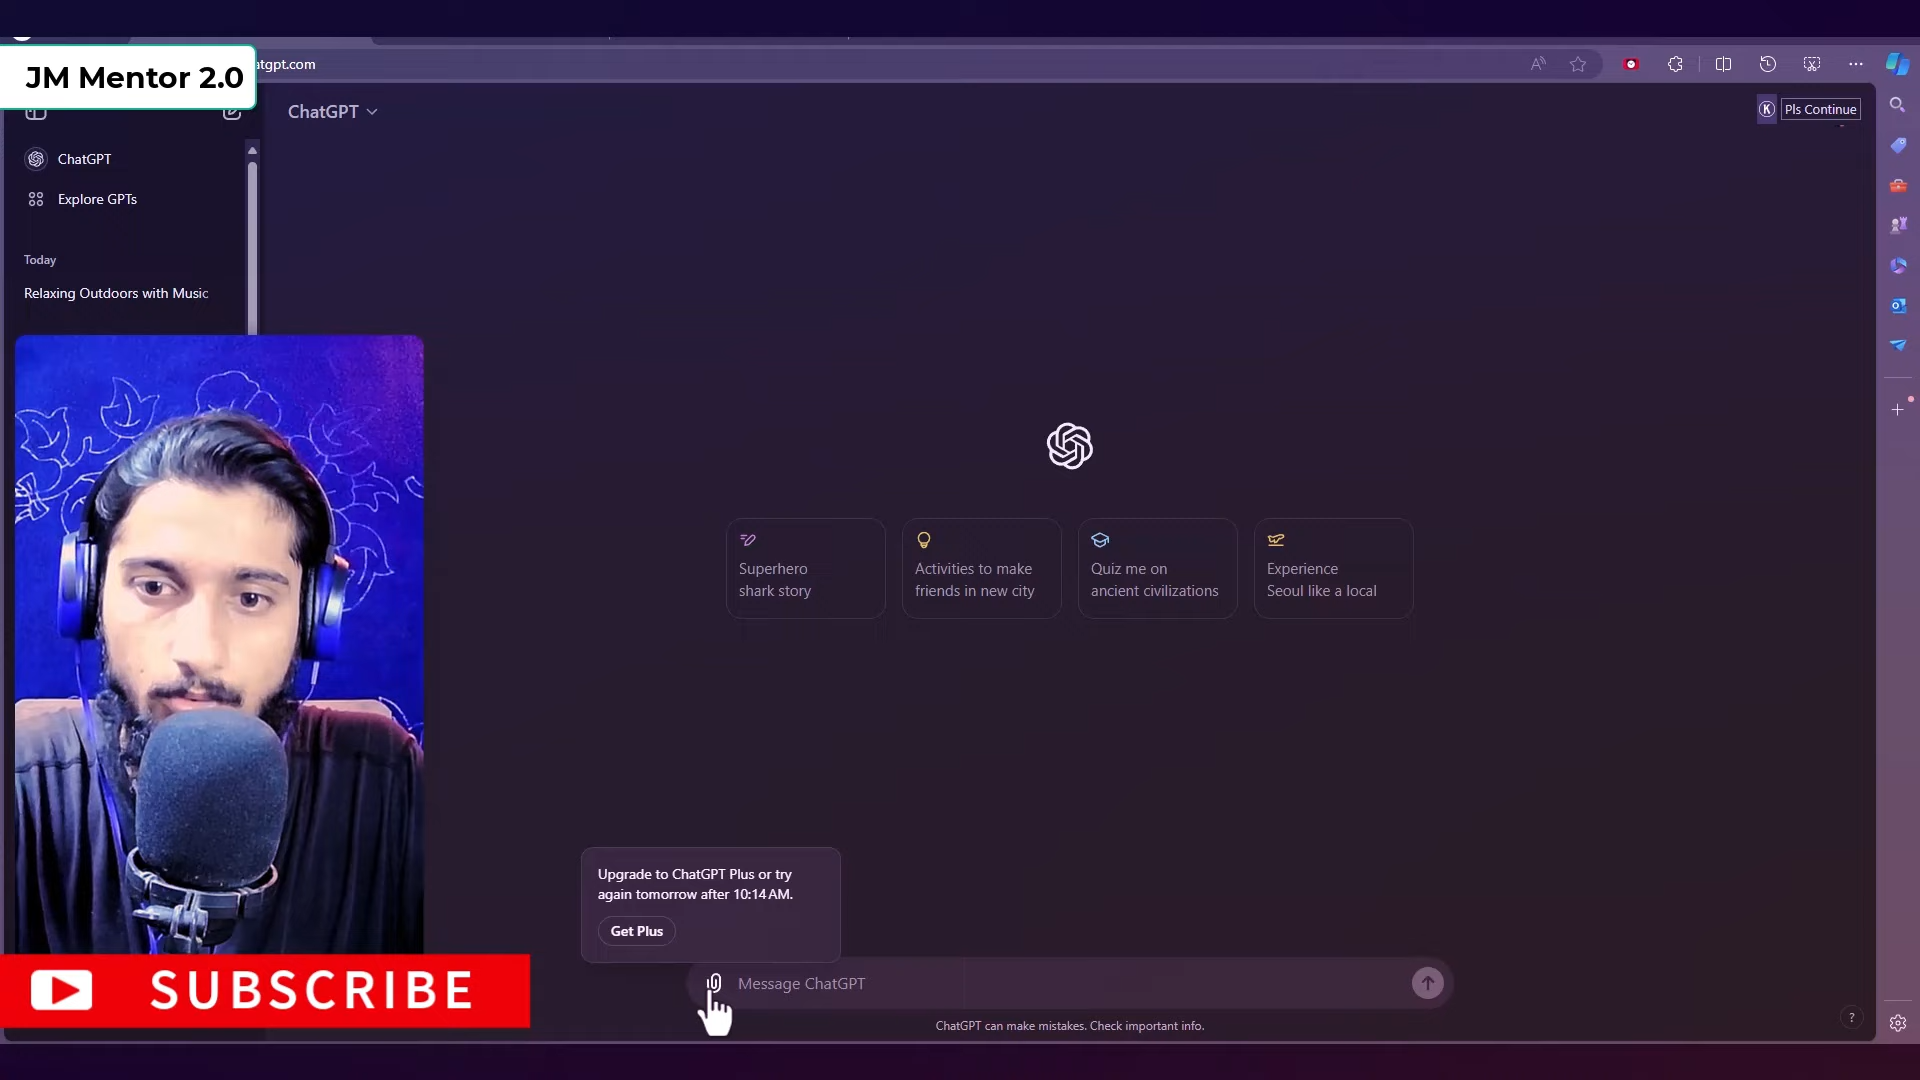 JM Mentor 2.0
atgpt.com
ChatGPT
Pls Continue
ChatGPT
Explore GPTs
Today
Relaxing Outdoors with Music
Superhero
shark story
Activities to make
friends in new city
Quiz me on
ancient civilizations
Experience
Seoul like a local
Upgrade to ChatGPT Plus or try
again tomorrow after 10:14 AM.
Get Plus
Message ChatGPT
SUBSCRIBE
ChatGPT can make mistakes. Check important info.